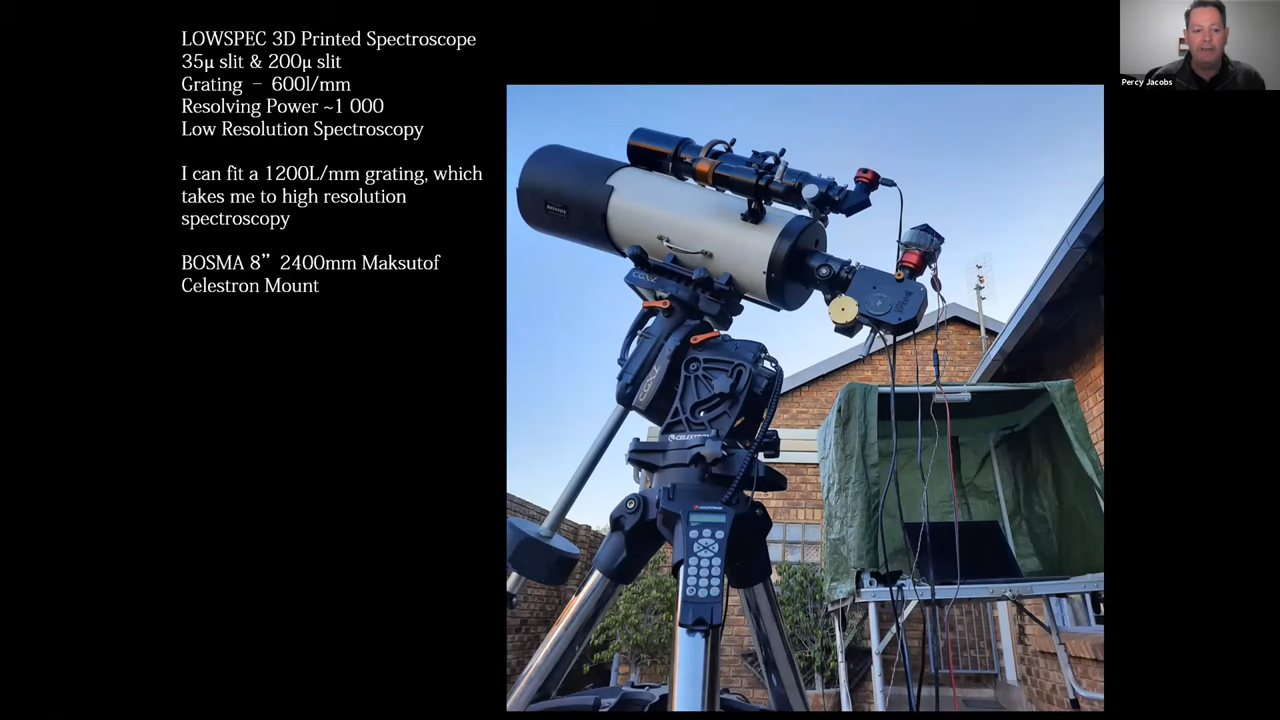 LOWSPEC 3D Printed Spectroscope
35µ slit & 200µ slit
Grating – 600l/mm
Resolving Power ~1 000
Low Resolution Spectroscopy
I can fit a 1200L/mm grating, which
takes me to high resolution
spectroscopy
BOSMA 8” 2400mm Maksutof
Celestron Mount
Percy Jacobs
CGX-L
CELESTRON